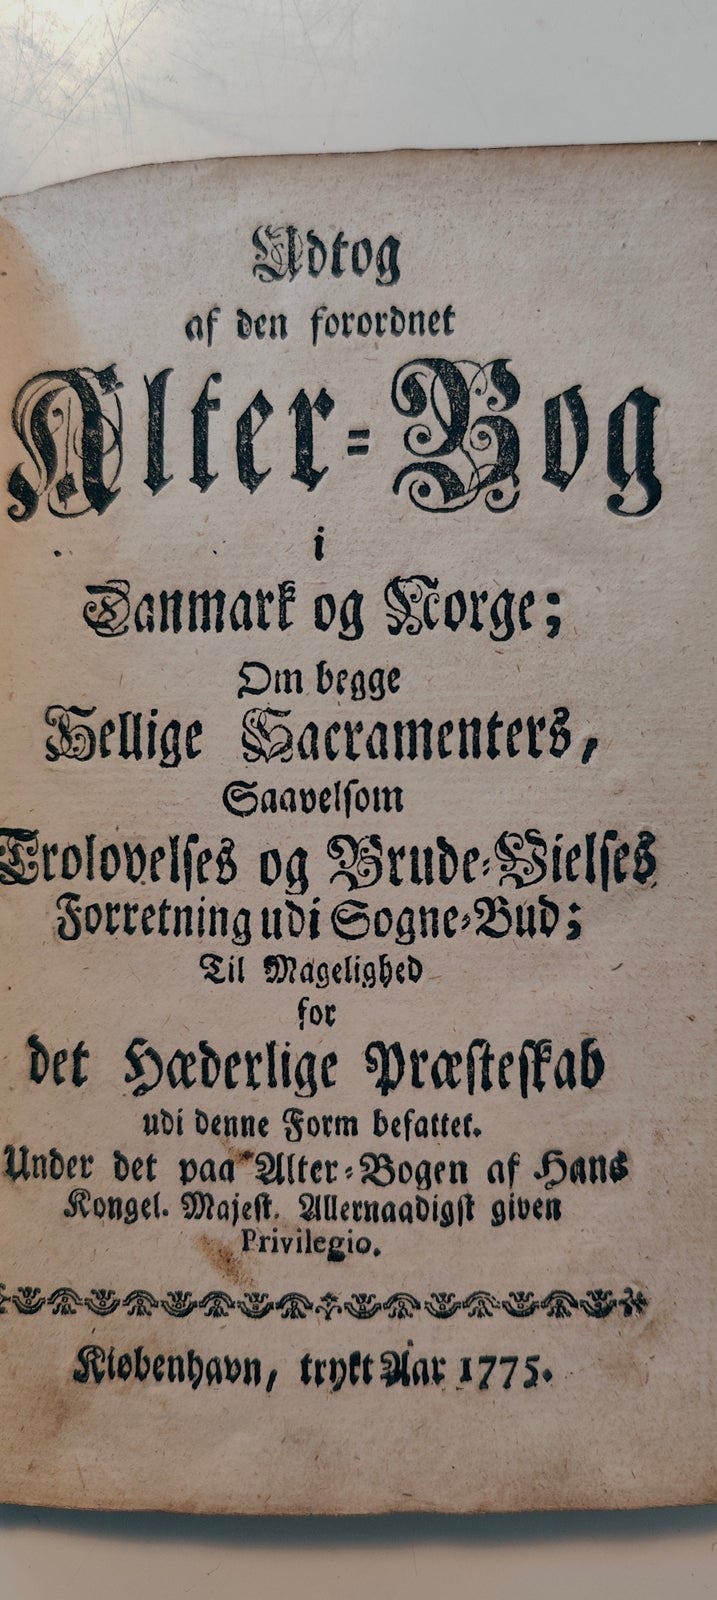 Udtog
af den forordnet
Alter=Bog
i
Danmark og Norge;
Om begge
Hellige Sacramenters,
Saavelsom
Trolovelses og Brude=Vielses
Forretning udi Sogne=Bud;
Til Magelighed
for
det Hæderlige Præsteskab
udi denne Form befattet.
Under det paa Alter=Bogen af Hans
Kongel. Majest. Allernaadigst given
Privilegio.
Kiøbenhavn, trykt Aar 1775.